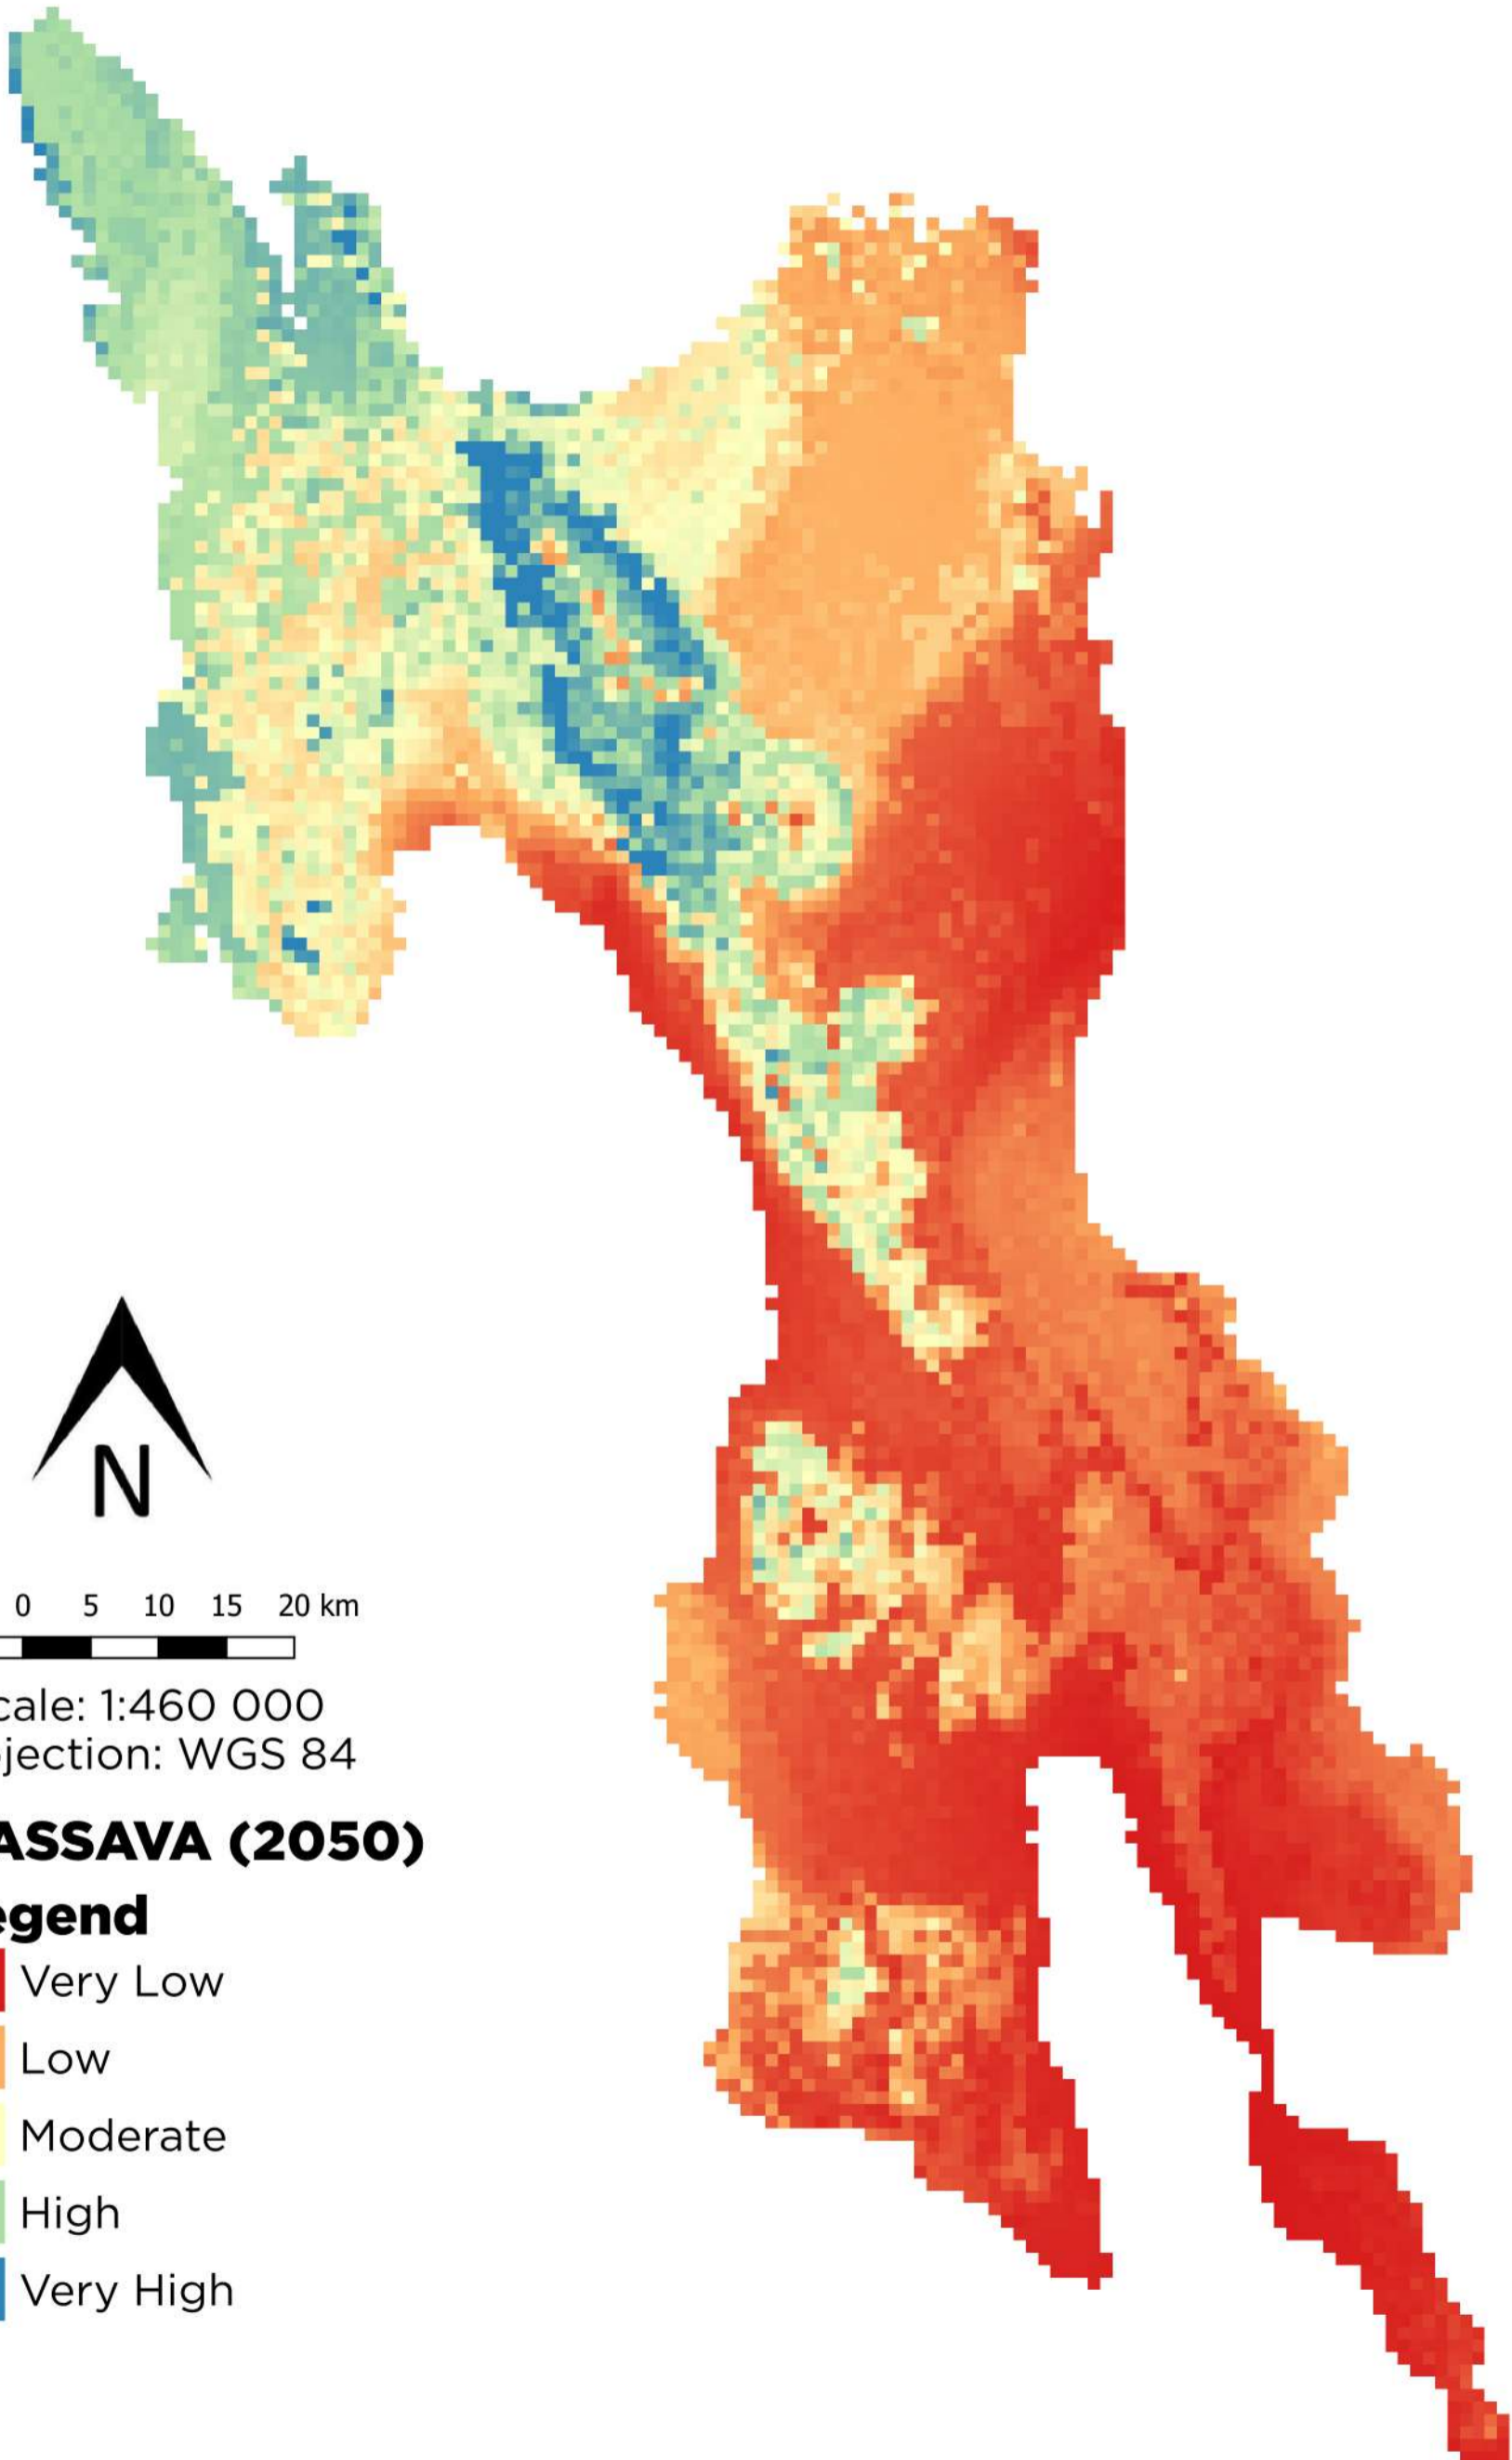 N
0 5 10 15 20 km
cale: 1:460 000
jection: WGS 84
ASSAVA (2050)
egend
Very Low
Low
Moderate
High
Very High